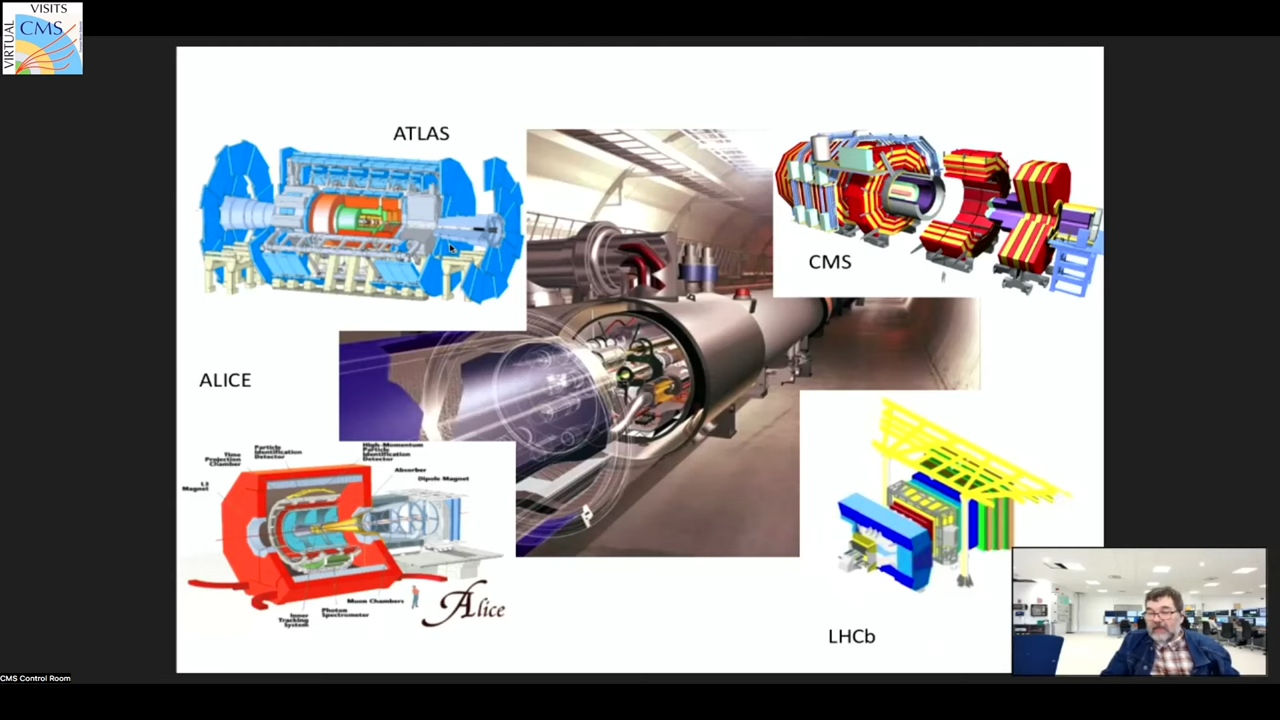 VISITS
CMS
VIRTUAL
ATLAS
CMS
ALICE
Time
Projection
Chamber
Particle
Identification
Detector
High-Momentum
Particle
Identification
Detector
Absorber
Dipole Magnet
L3
Magnet
Muon Chambers
Photon
Spectrometer
Inner
Tracking
System
Alice
LHCb
CMS Control Room